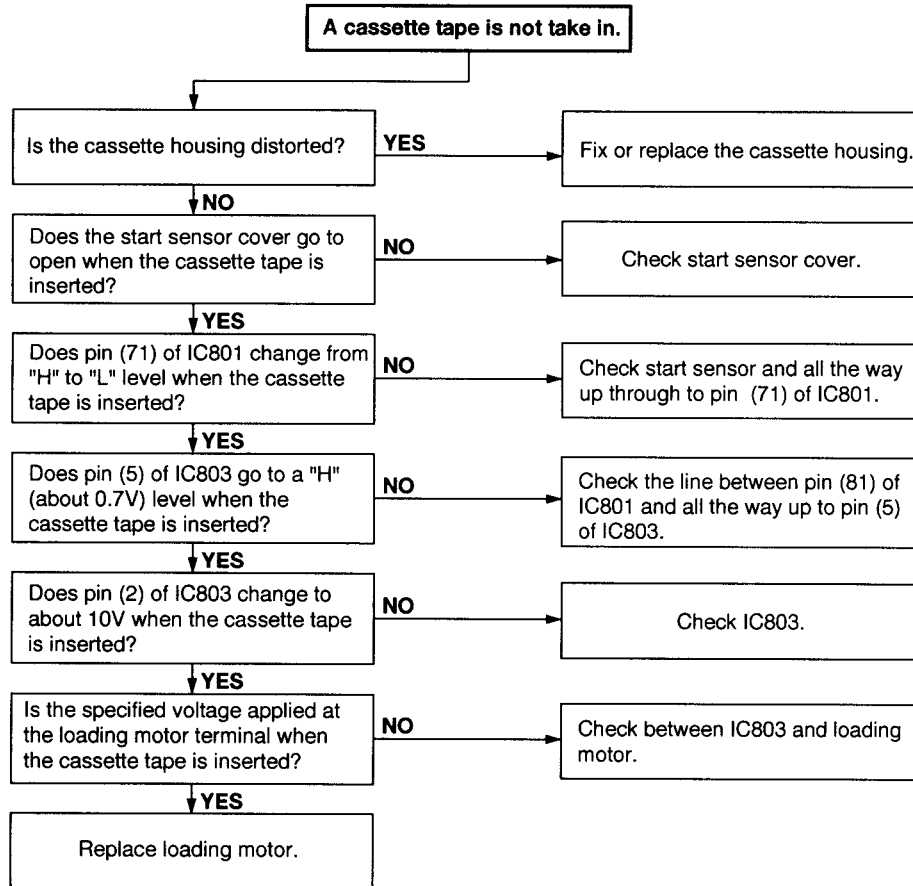 A cassette tape is not take in.
Is the cassette housing distorted?
YES
Fix or replace the cassette housing.
NO
Does the start sensor cover go to
open when the cassette tape is
inserted?
NO
Check start sensor cover.
YES
Does pin (71) of IC801 change from
"H" to "L" level when the cassette
tape is inserted?
NO
Check start sensor and all the way
up through to pin (71) of IC801.
YES
Does pin (5) of IC803 go to a "H"
(about 0.7V) level when the
cassette tape is inserted?
NO
Check the line between pin (81) of
IC801 and all the way up to pin (5)
of IC803.
YES
Does pin (2) of IC803 change to
about 10V when the cassette tape
is inserted?
NO
Check IC803.
YES
Is the specified voltage applied at
the loading motor terminal when
the cassette tape is inserted?
NO
Check between IC803 and loading
motor.
YES
Replace loading motor.